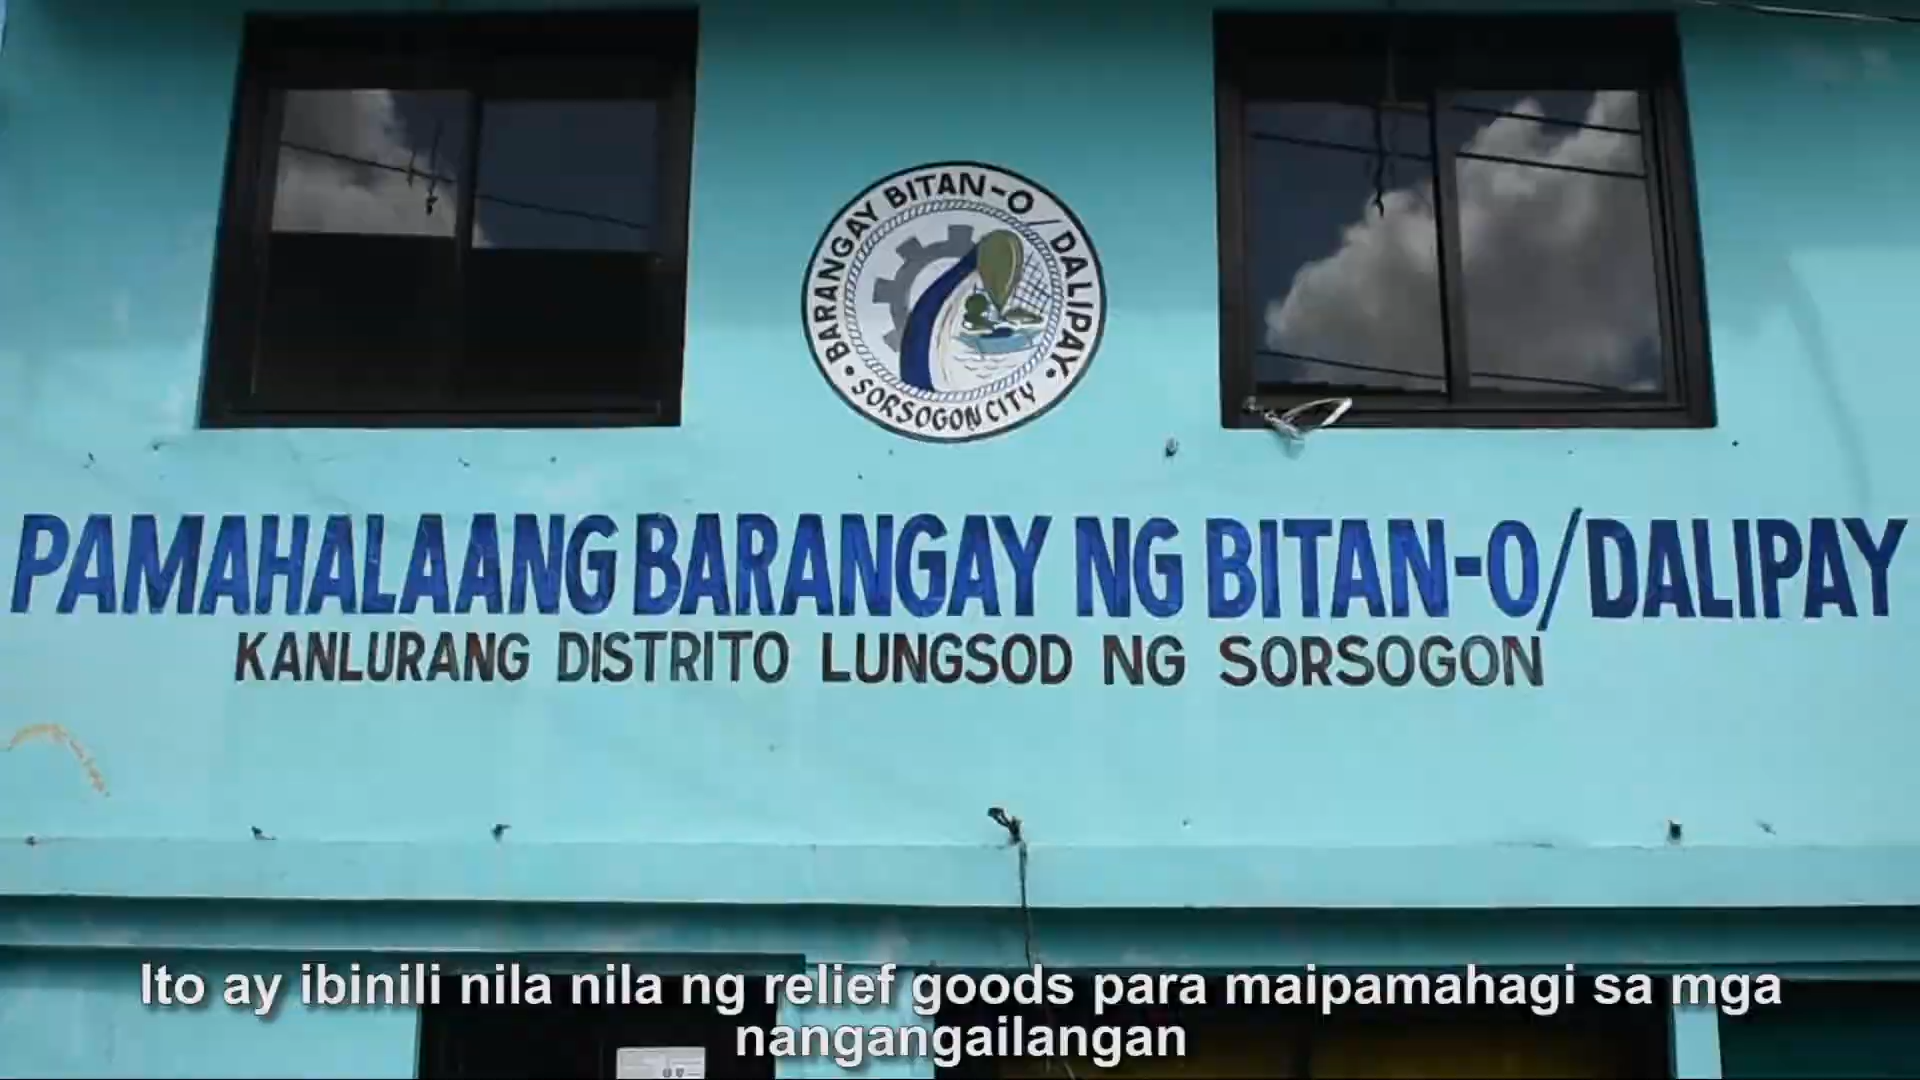 BARANGAY BITAN-O/DALIPAY
SORSOGON CITY
PAMAHALAANG BARANGAY NG BITAN-O/DALIPAY
KANLURANG DISTRITO LUNGSOD NG SORSOGON
Ito ay ibinili nila nila ng relief goods para maipamahagi sa mga
nangangailangan